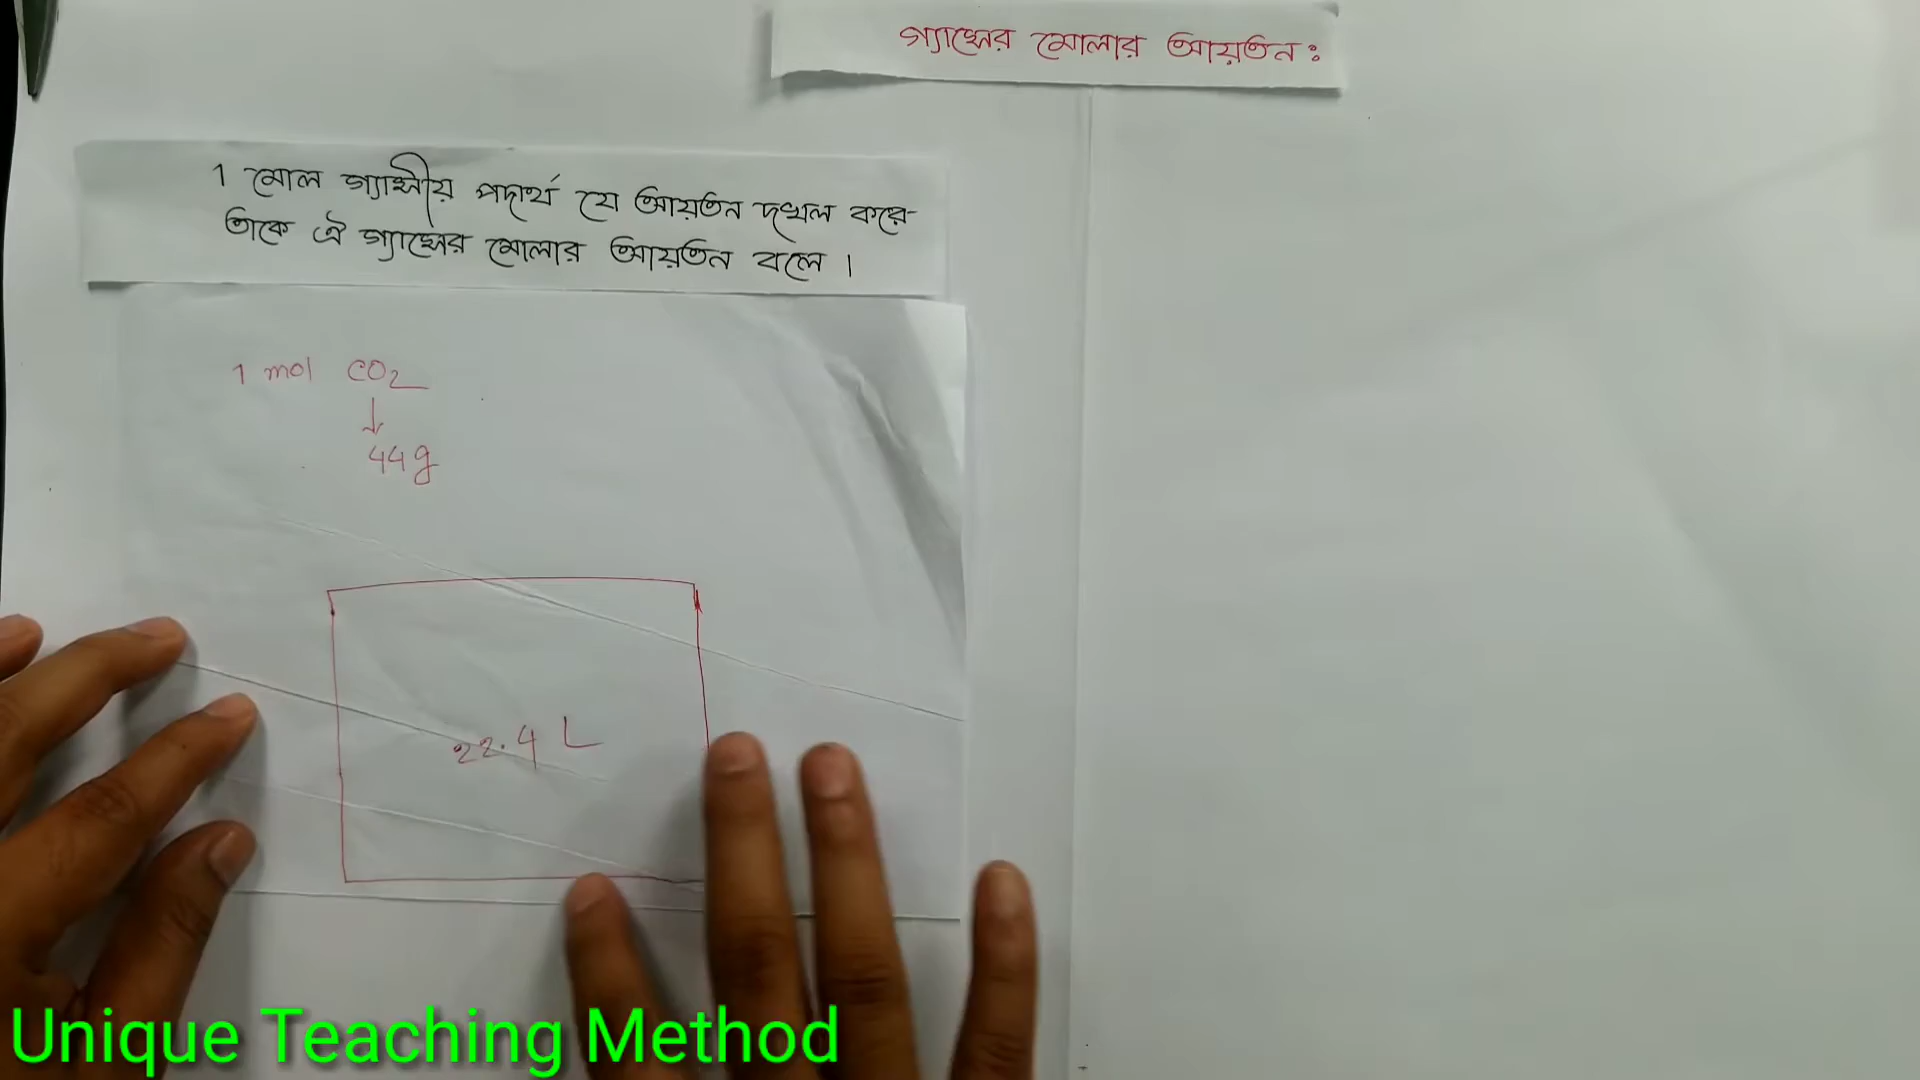 গ্যাসের মোলার আয়তন:
1 মোল গ্যাসীয় পদার্থ যে আয়তন দখল করে
তাকে ঐ গ্যাসের মোলার আয়তন বলে।
1 mol CO2
↓
44g
22.4 L
Unique Teaching Method